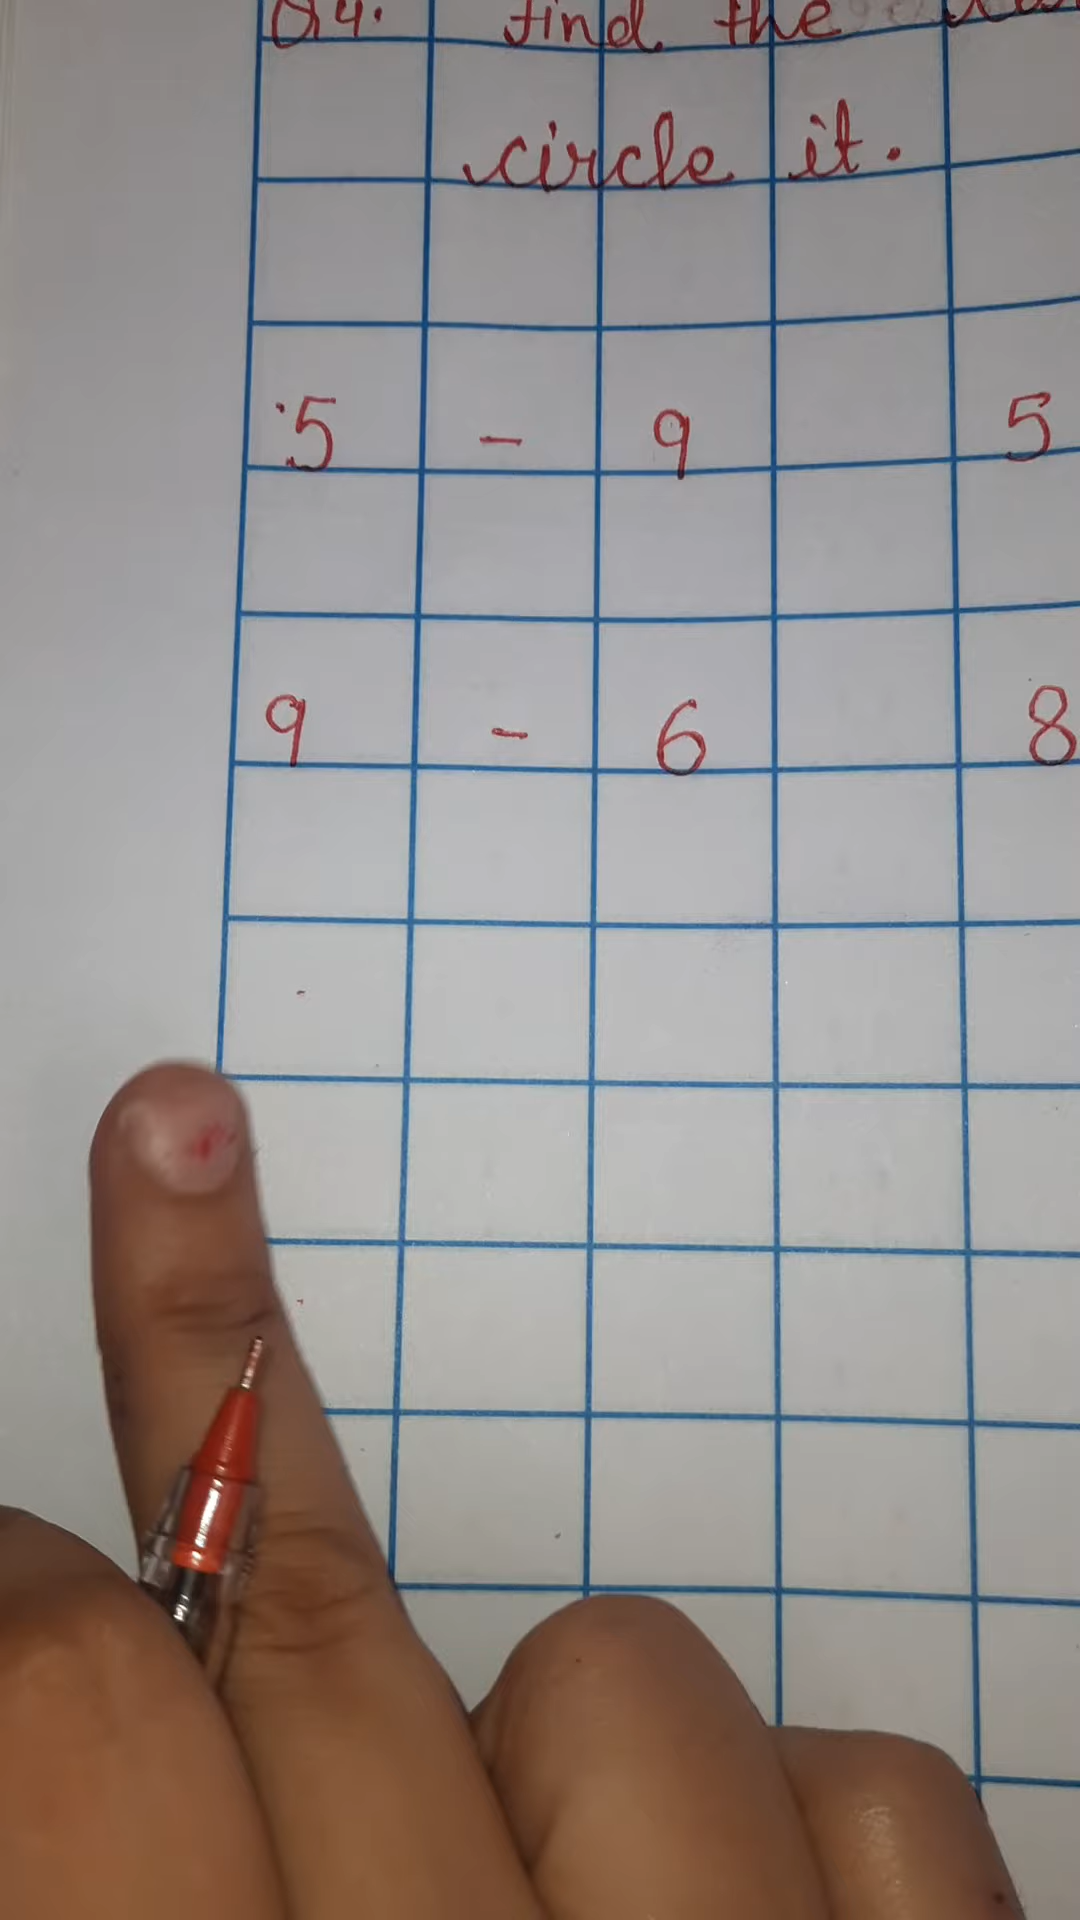 Q4. find the
circle it.
5 - 9 5
9 - 6 8